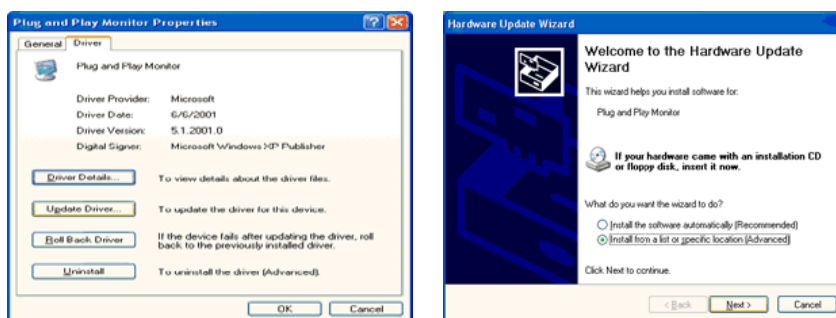 Plug and Play Monitor Properties
General
Driver
Plug and Play Monitor
Driver Provider: Microsoft
Driver Date: 6/6/2001
Driver Version: 5.1.2001.0
Digital Signer: Microsoft Windows XP Publisher
Driver Details... To view details about the driver files.
Update Driver... To update the driver for this device.
Roll Back Driver If the device fails after updating the driver, roll
back to the previously installed driver.
Uninstall To uninstall the driver (Advanced).
OK Cancel
Hardware Update Wizard
Welcome to the Hardware Update
Wizard
This wizard helps you install software for:
Plug and Play Monitor
If your hardware came with an installation CD
or floppy disk, insert it now.
What do you want the wizard to do?
Install the software automatically (Recommended)
Install from a list or specific location (Advanced)
Click Next to continue.
< Back Next > Cancel